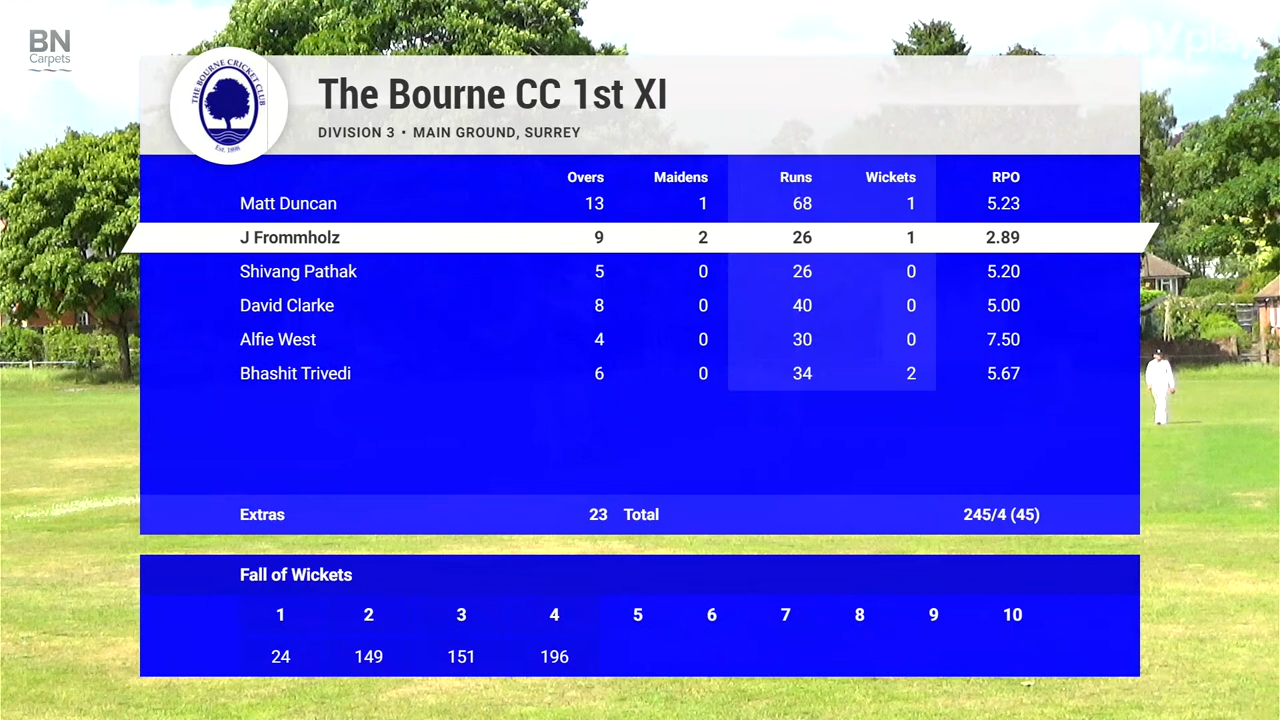 BN
Carpets
play
THE BOURNE CRICKET CLUB
Est. 1898
The Bourne CC 1st XI
DIVISION 3 • MAIN GROUND, SURREY
Overs Maidens Runs Wickets RPO
Matt Duncan 13 1 68 1 5.23
J Frommholz 9 2 26 1 2.89
Shivang Pathak 5 0 26 0 5.20
David Clarke 8 0 40 0 5.00
Alfie West 4 0 30 0 7.50
Bhashit Trivedi 6 0 34 2 5.67
Extras 23 Total 245/4 (45)
Fall of Wickets
1 2 3 4 5 6 7 8 9 10
24 149 151 196